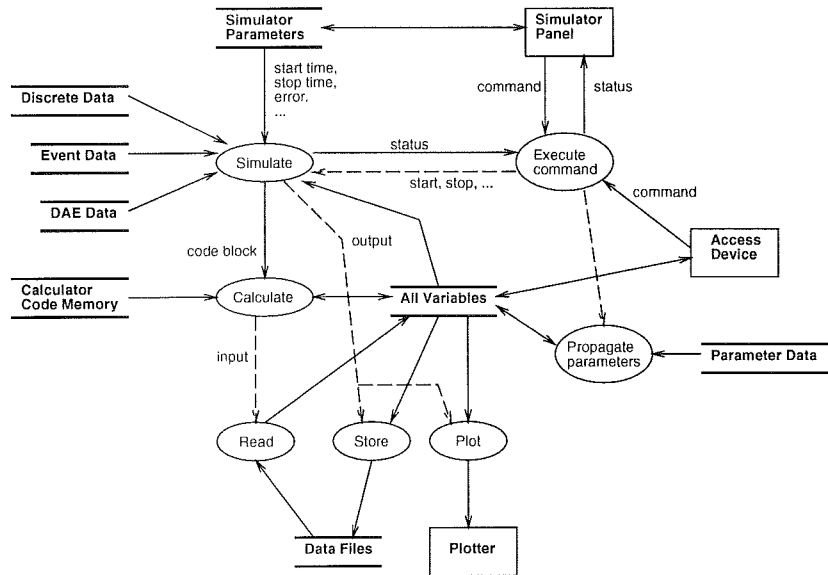 Simulator
Parameters
Simulator
Panel
start time,
stop time,
error.
...
command
status
Discrete Data
Event Data
DAE Data
Simulate
status
start, stop, ...
Execute
command
command
Access
Device
code block
output
Calculator
Code Memory
Calculate
All Variables
input
Propagate
parameters
Parameter Data
Read
Store
Plot
Data Files
Plotter